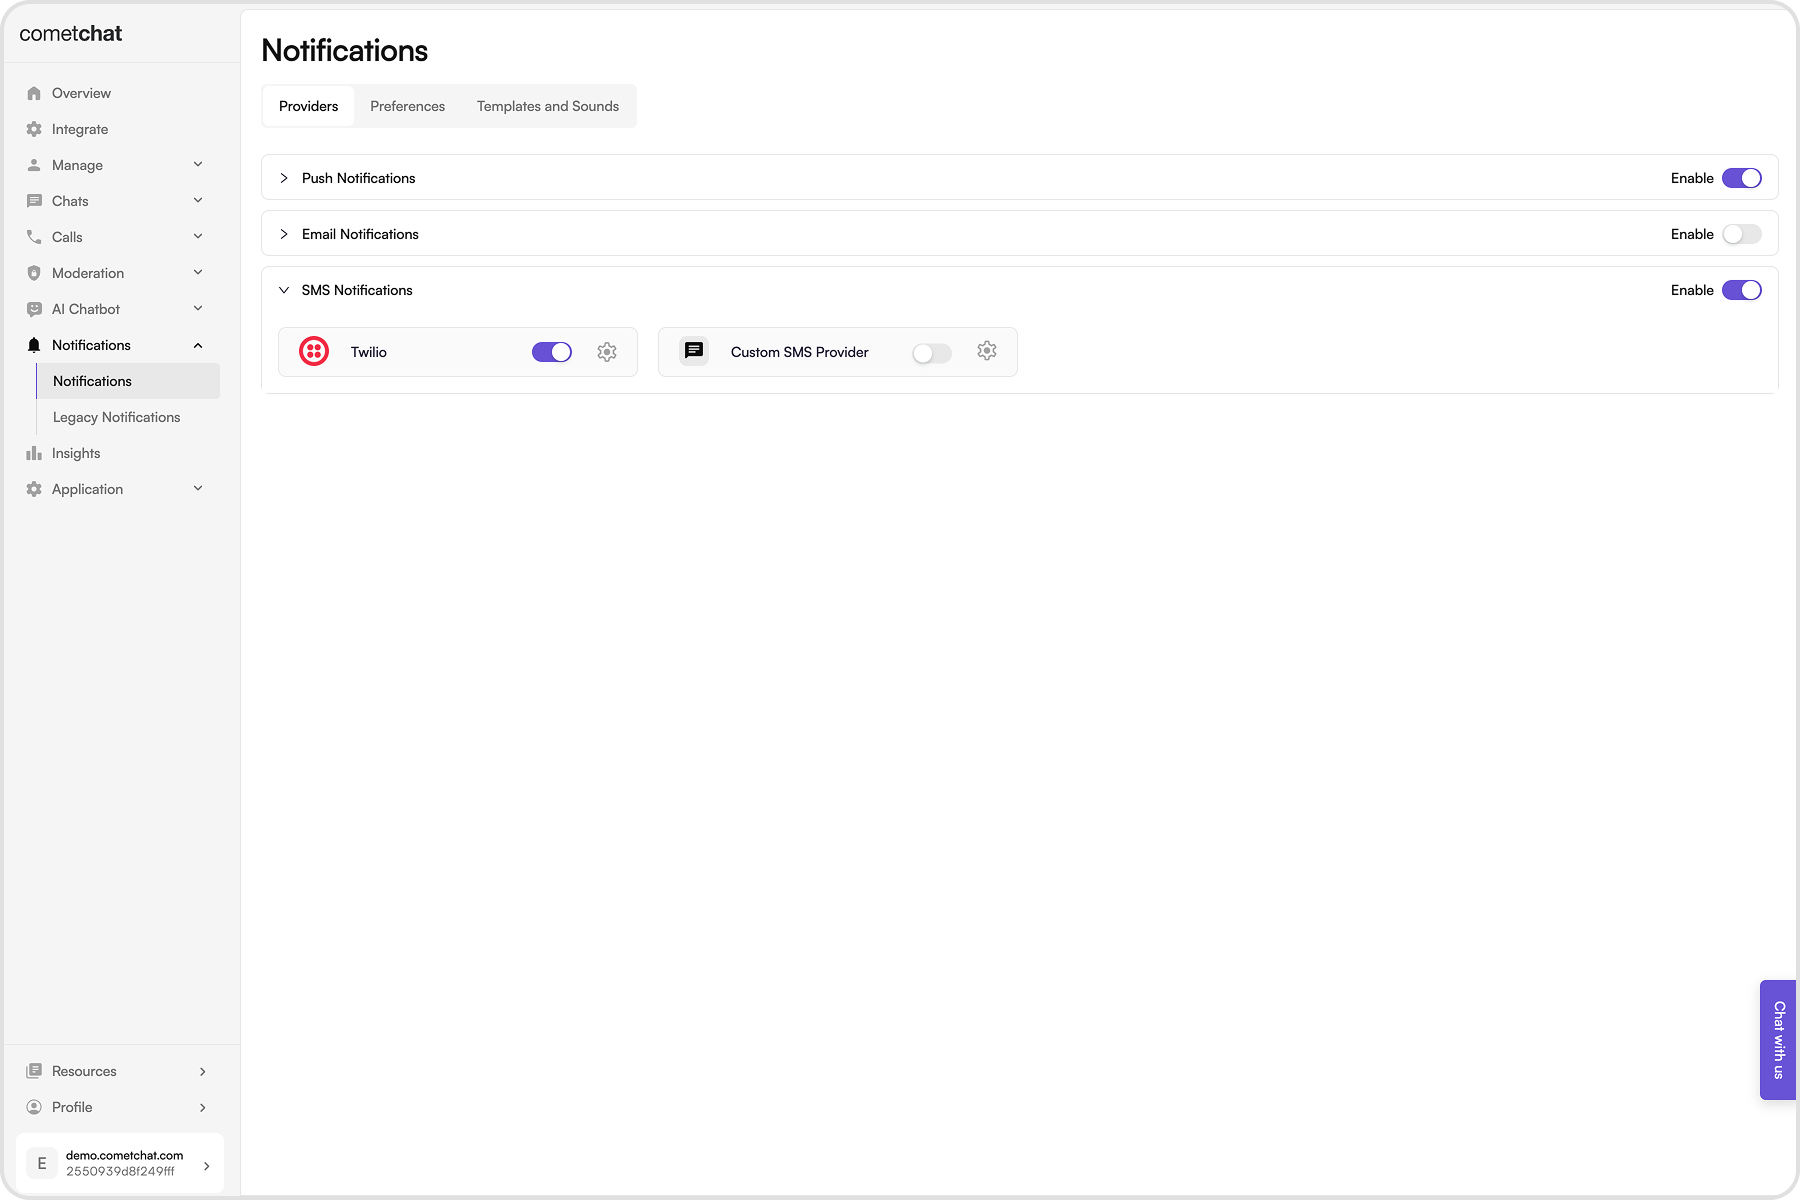 cometchat
Overview
Integrate
Manage
Chats
Calls
Moderation
AI Chatbot
Notifications
Notifications
Legacy Notifications
Insights
Application
Resources
Profile
E
demo.cometchat.com
2550939d8f249fff
Notifications
Providers Preferences Templates and Sounds
Push Notifications Enable
Email Notifications Enable
SMS Notifications Enable
Twilio Custom SMS Provider
Chat with us